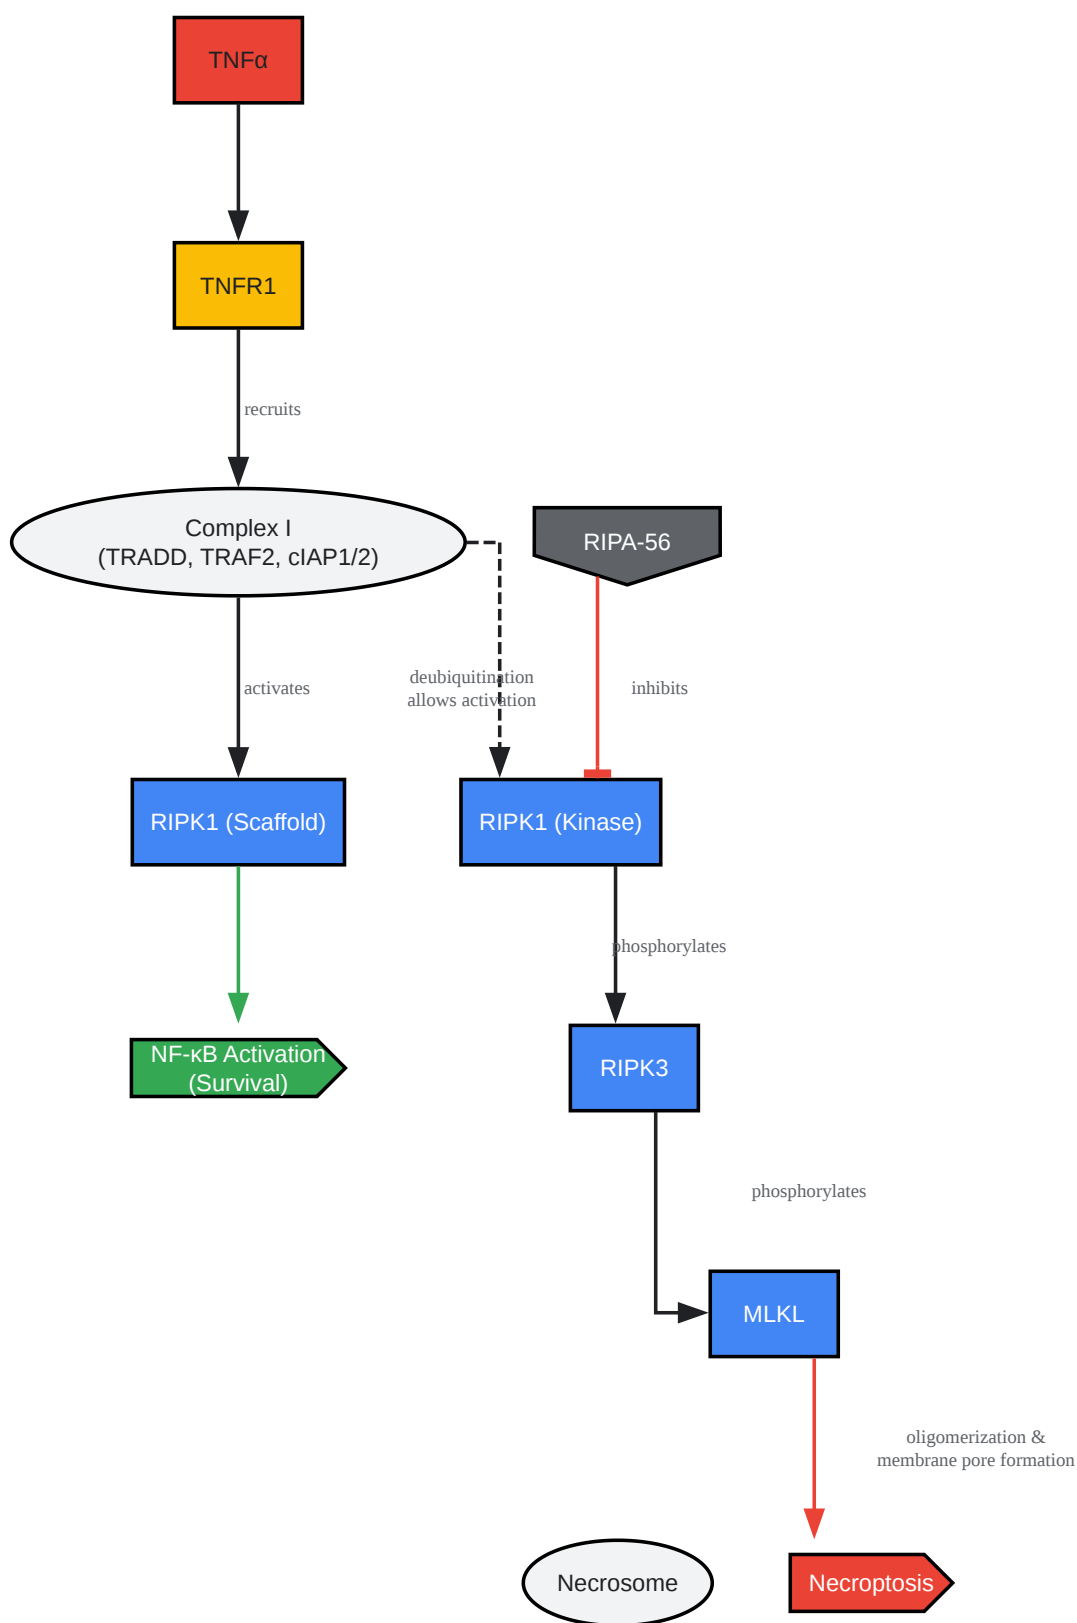 TNFα
TNFR1
recruits
Complex I
(TRADD, TRAF2, cIAP1/2)
RIPA-56
deubiquitination
allows activation
activates
inhibits
RIPK1 (Scaffold)
RIPK1 (Kinase)
phosphorylates
NF-κB Activation
(Survival)
RIPK3
phosphorylates
MLKL
oligomerization &
membrane pore formation
Necrosome
Necroptosis